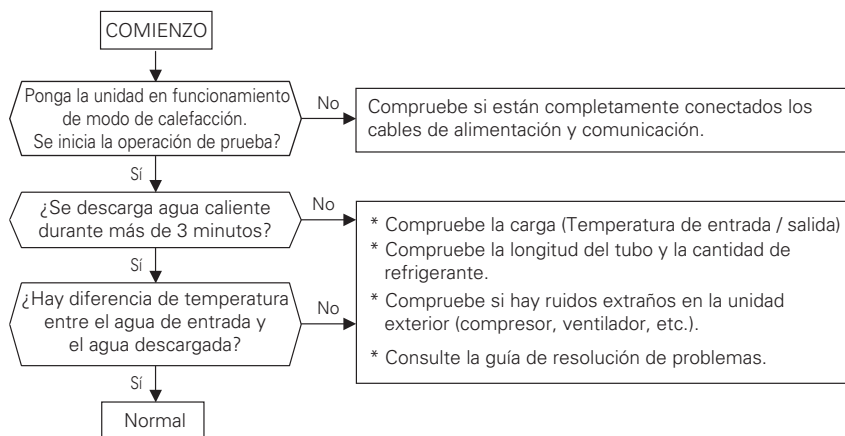 COMIENZO
Ponga la unidad en funcionamiento
de modo de calefacción.
Se inicia la operación de prueba?
No
Compruebe si están completamente conectados los
cables de alimentación y comunicación.
Sí
¿Se descarga agua caliente
durante más de 3 minutos?
No
* Compruebe la carga (Temperatura de entrada / salida)
* Compruebe la longitud del tubo y la cantidad de
refrigerante.
* Compruebe si hay ruidos extraños en la unidad
exterior (compresor, ventilador, etc.).
* Consulte la guía de resolución de problemas.
Sí
¿Hay diferencia de temperatura
entre el agua de entrada y
el agua descargada?
No
Sí
Normal